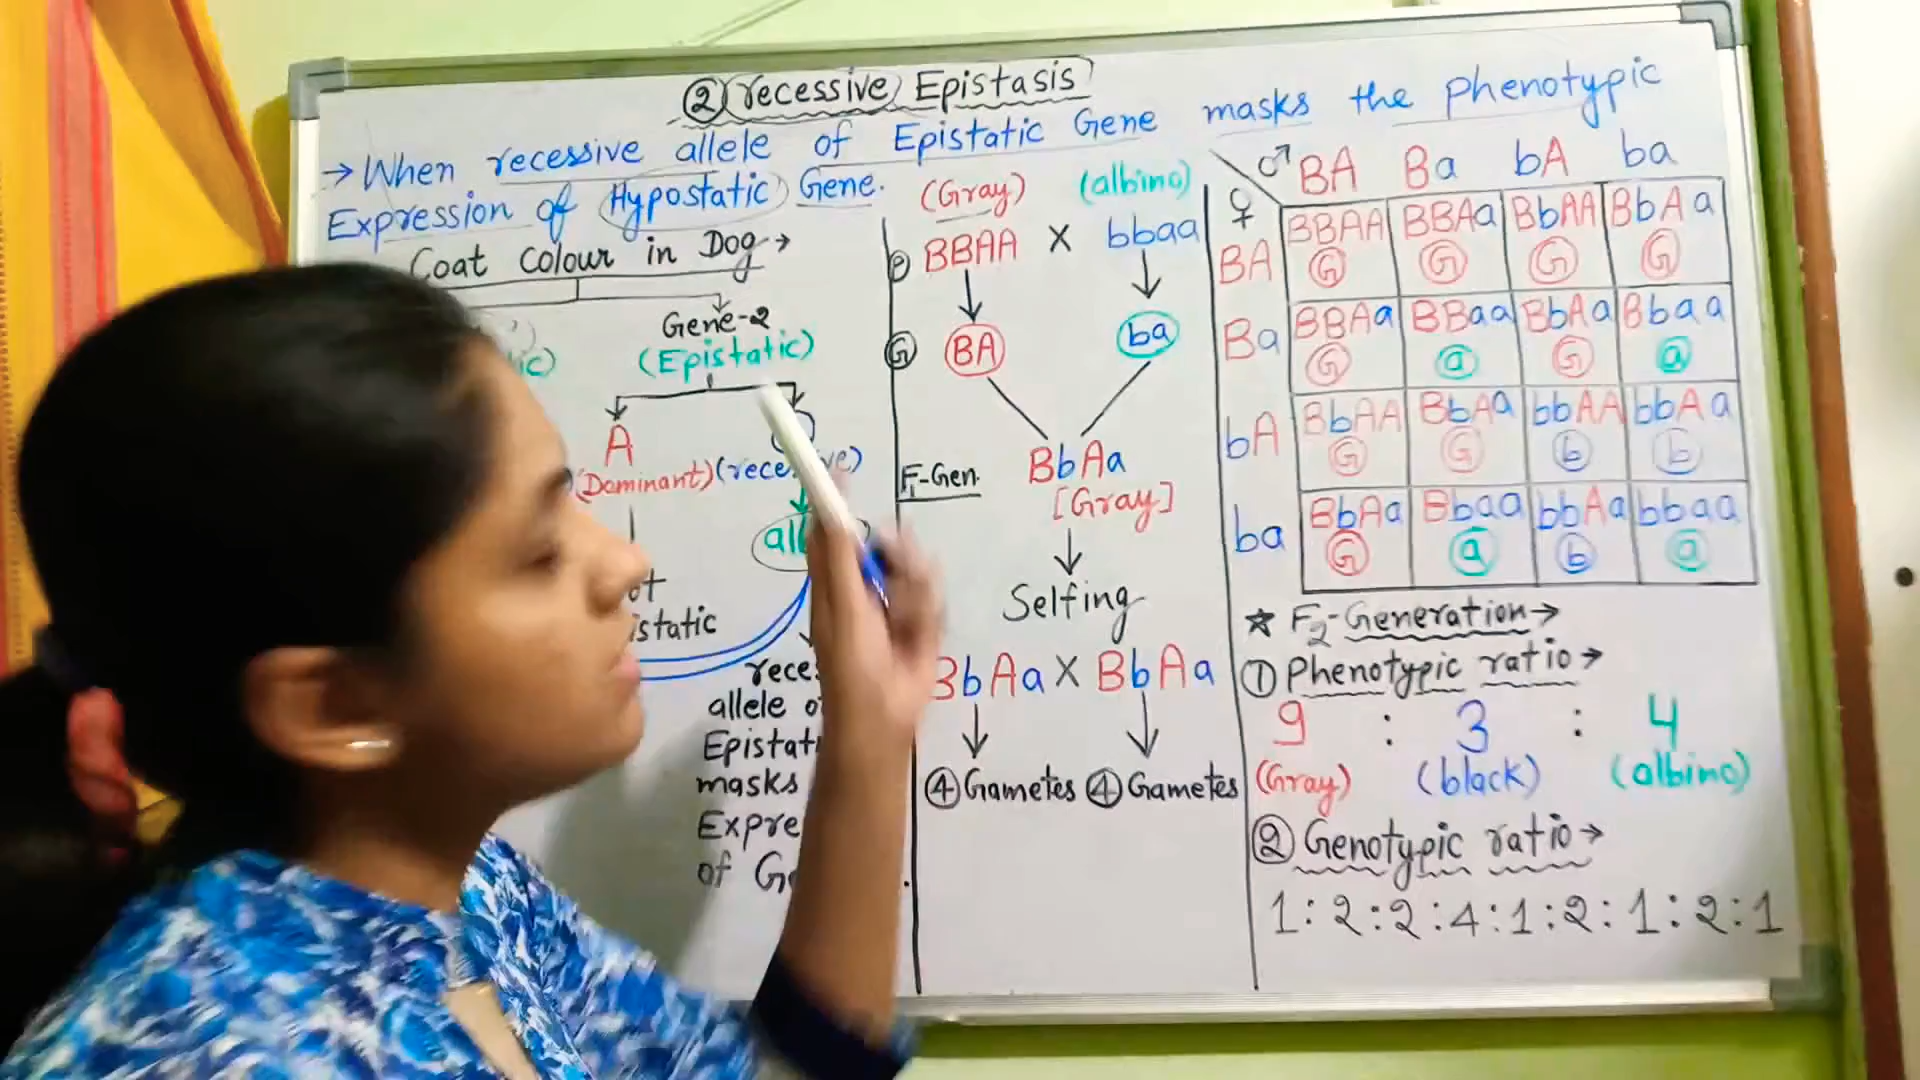 ② recessive Epistasis
→ When recessive allele of Epistatic Gene masks the phenotypic
Expression of Hypostatic Gene.
Coat Colour in Dog →
Gene-2
(Epistatic)
A
(Dominant)
istatic
allele
Epistat
masks
Expre
of G
(Gray) (albino)
P BBAA X bbaa
G BA ba
F1-Gen. BbAa
[Gray]
Selfing
BbAa X BbAa
④ Gametes ④ Gametes
♂ BA Ba bA ba
♀
BA BBAA BBAa BbAA BbAa
G G G G
Ba BBAa BBaa BbAa Bbaa
G a G a
bA BbAA BbAa bbAA bbAa
G G b b
ba BbAa Bbaa bbAa bbaa
G a b a
☆ F2-Generation →
① Phenotypic ratio →
9 : 3 : 4
(Gray) (black) (albino)
② Genotypic ratio →
1:2:2:4:1:2:1:2:1